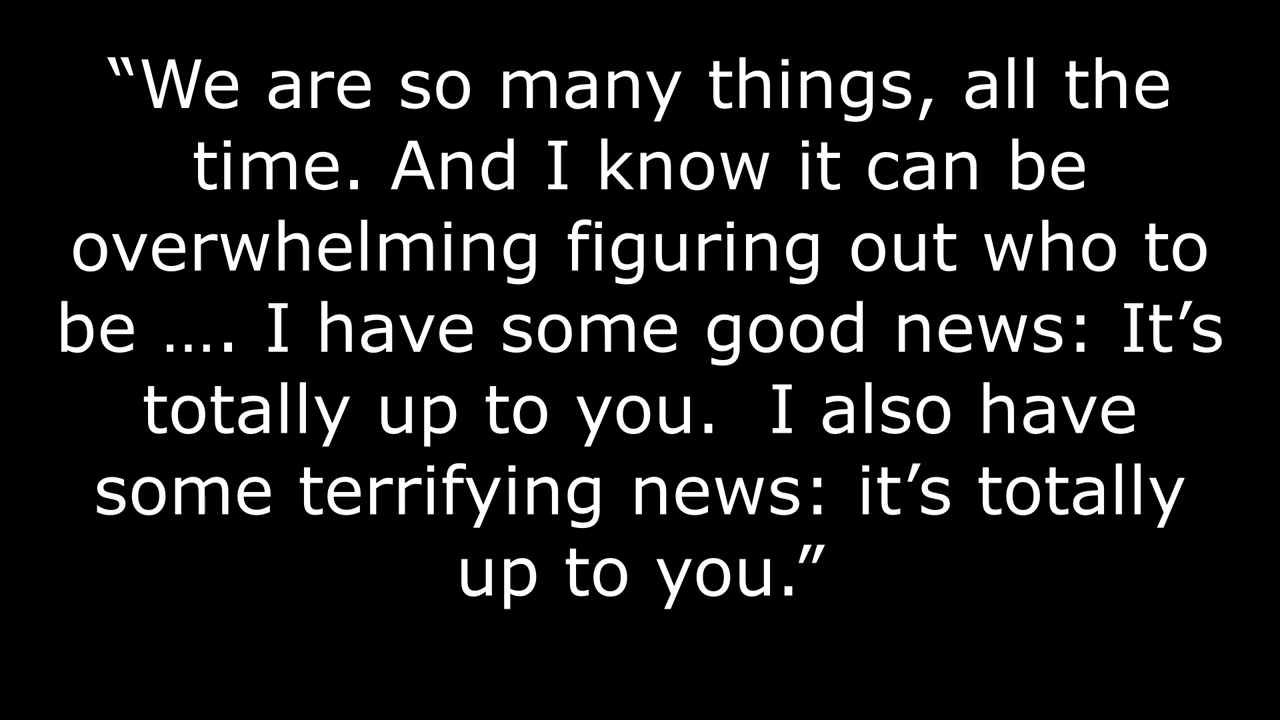 “We are so many things, all the
time. And I know it can be
overwhelming figuring out who to
be …. I have some good news: It’s
totally up to you.  I also have
some terrifying news: it’s totally
up to you.”